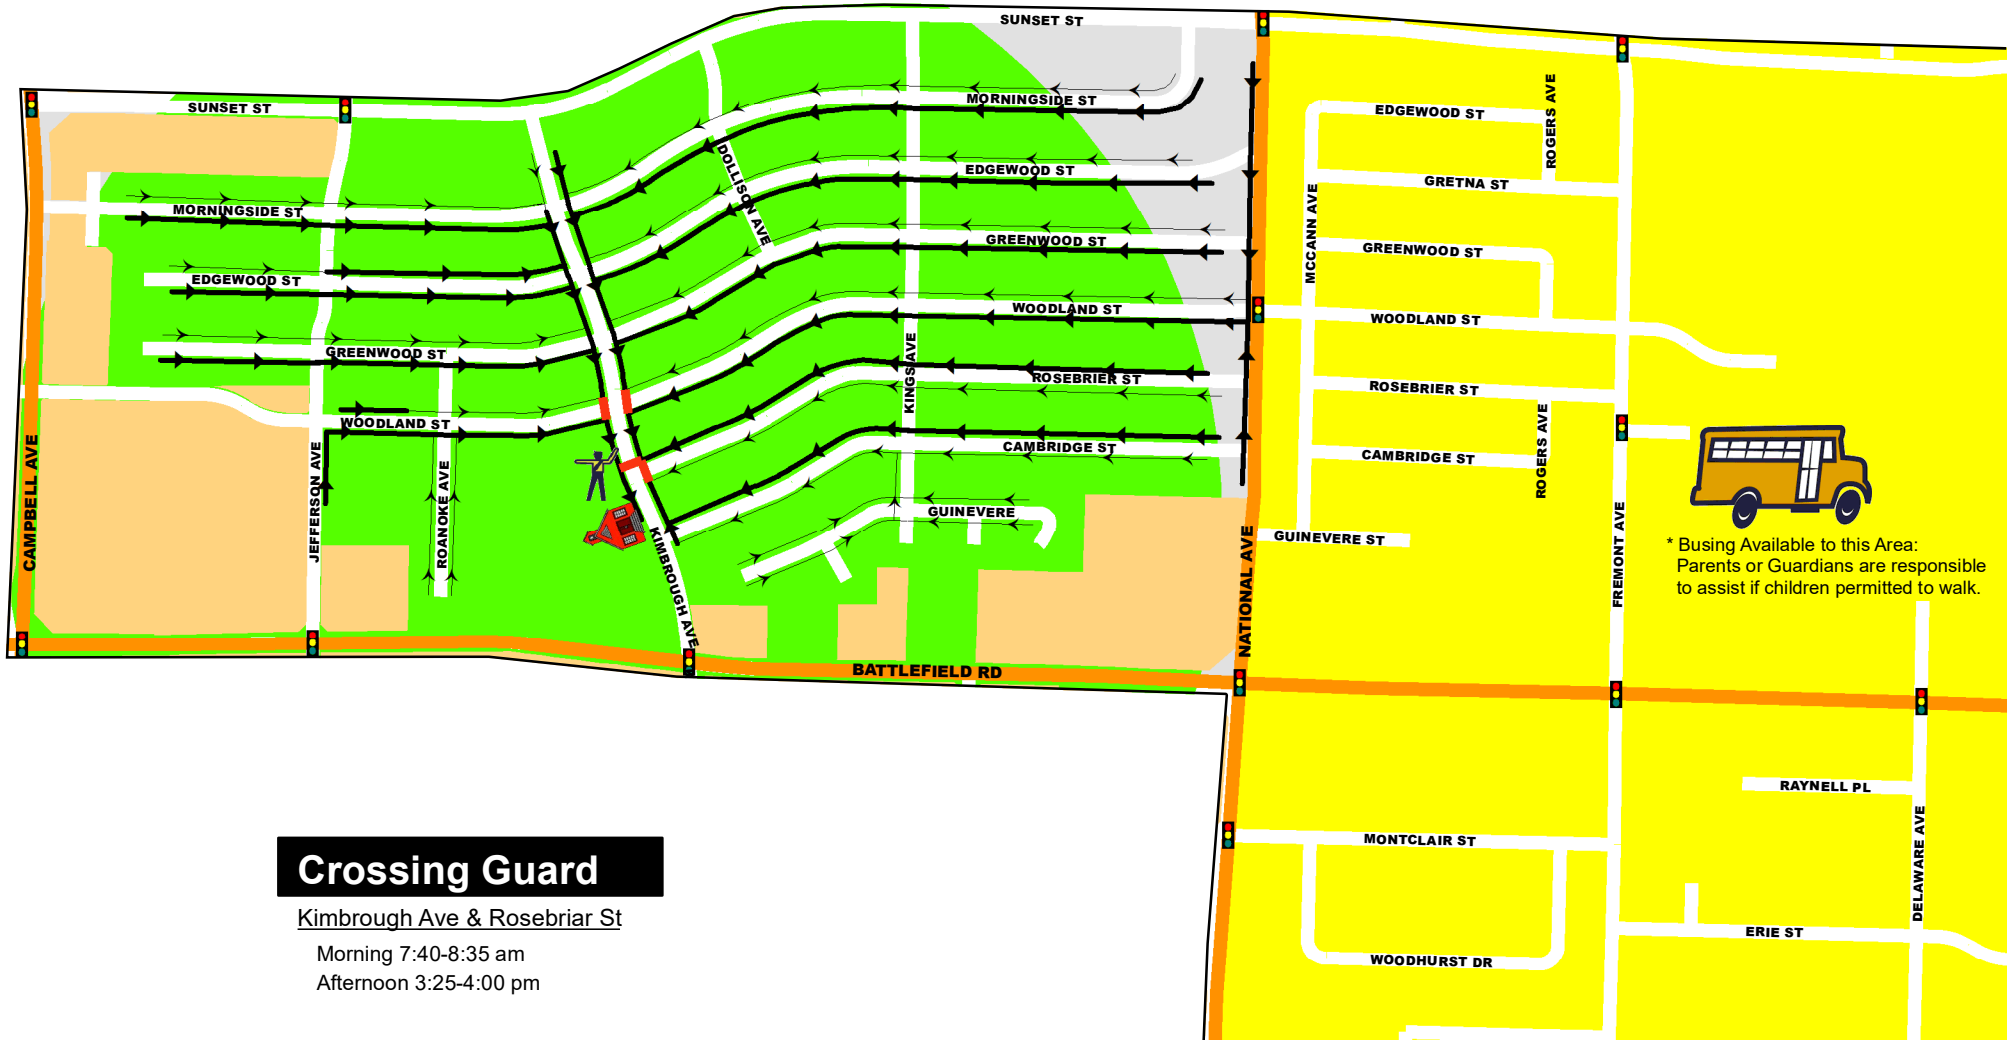 SUNSET ST
SUNSET ST
MORNINGSIDE ST
EDGEWOOD ST
ROGERS AVE
DOLLISON AVE
EDGEWOOD ST
GRETNA ST
MORNINGSIDE ST
MCCANN AVE
GREENWOOD ST
GREENWOOD ST
EDGEWOOD ST
WOODLAND ST
WOODLAND ST
GREENWOOD ST
KINGS AVE
ROSEBRIER ST
ROSEBRIER ST
WOODLAND ST
CAMBRIDGE ST
CAMBRIDGE ST
ROGERS AVE
CAMPBELL AVE
JEFFERSON AVE
ROANOKE AVE
GUINEVERE
KIMBROUGH AVE
NATIONAL AVE
GUINEVERE ST
FREMONT AVE
* Busing Available to this Area:
Parents or Guardians are responsible
to assist if children permitted to walk.
BATTLEFIELD RD
RAYNELL PL
MONTCLAIR ST
DELAWARE AVE
ERIE ST
WOODHURST DR
Crossing Guard
Kimbrough Ave & Rosebriar St
Morning 7:40-8:35 am
Afternoon 3:25-4:00 pm